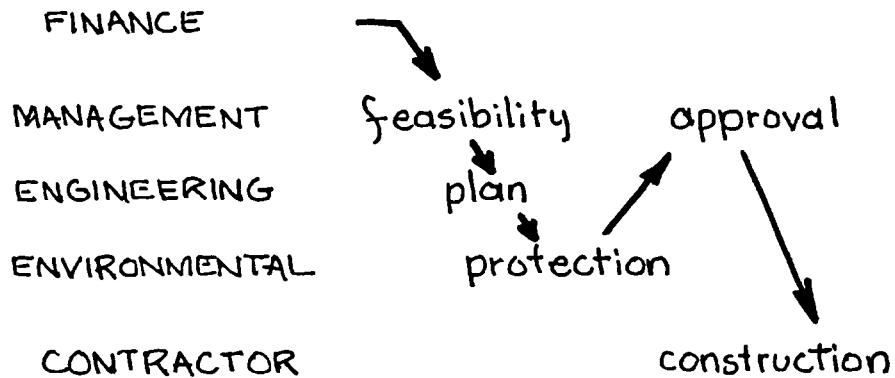 FINANCE
MANAGEMENT feasibility approval
ENGINEERING plan
ENVIRONMENTAL protection
CONTRACTOR construction